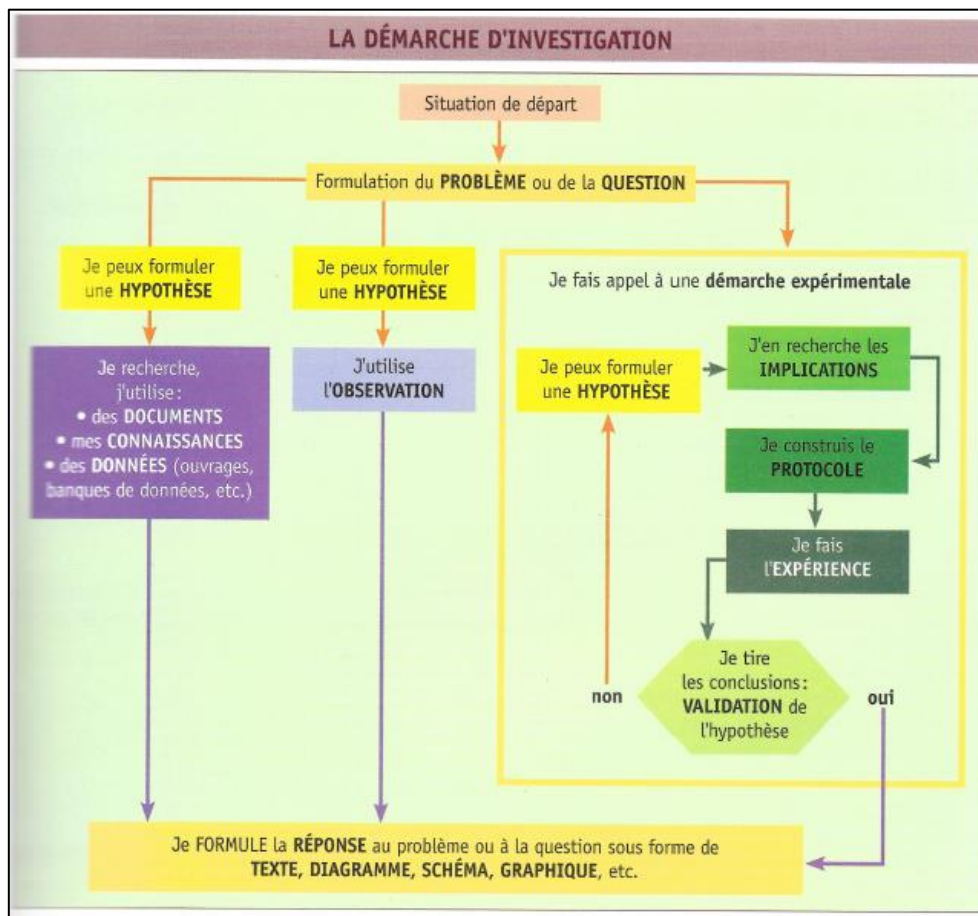 LA DÉMARCHE D'INVESTIGATION
Situation de départ
Formulation du PROBLÈME ou de la QUESTION
Je peux formuler
une HYPOTHÈSE
Je recherche,
j'utilise :
• des DOCUMENTS
• mes CONNAISSANCES
• des DONNÉES (ouvrages,
banques de données, etc.)
Je peux formuler
une HYPOTHÈSE
J'utilise
l'OBSERVATION
Je fais appel à une démarche expérimentale
Je peux formuler
une HYPOTHÈSE
J'en recherche les
IMPLICATIONS
Je construis le
PROTOCOLE
Je fais
l'EXPÉRIENCE
Je tire
les conclusions :
VALIDATION de
l'hypothèse
non
oui
Je FORMULE la RÉPONSE au problème ou à la question sous forme de
TEXTE, DIAGRAMME, SCHÉMA, GRAPHIQUE, etc.